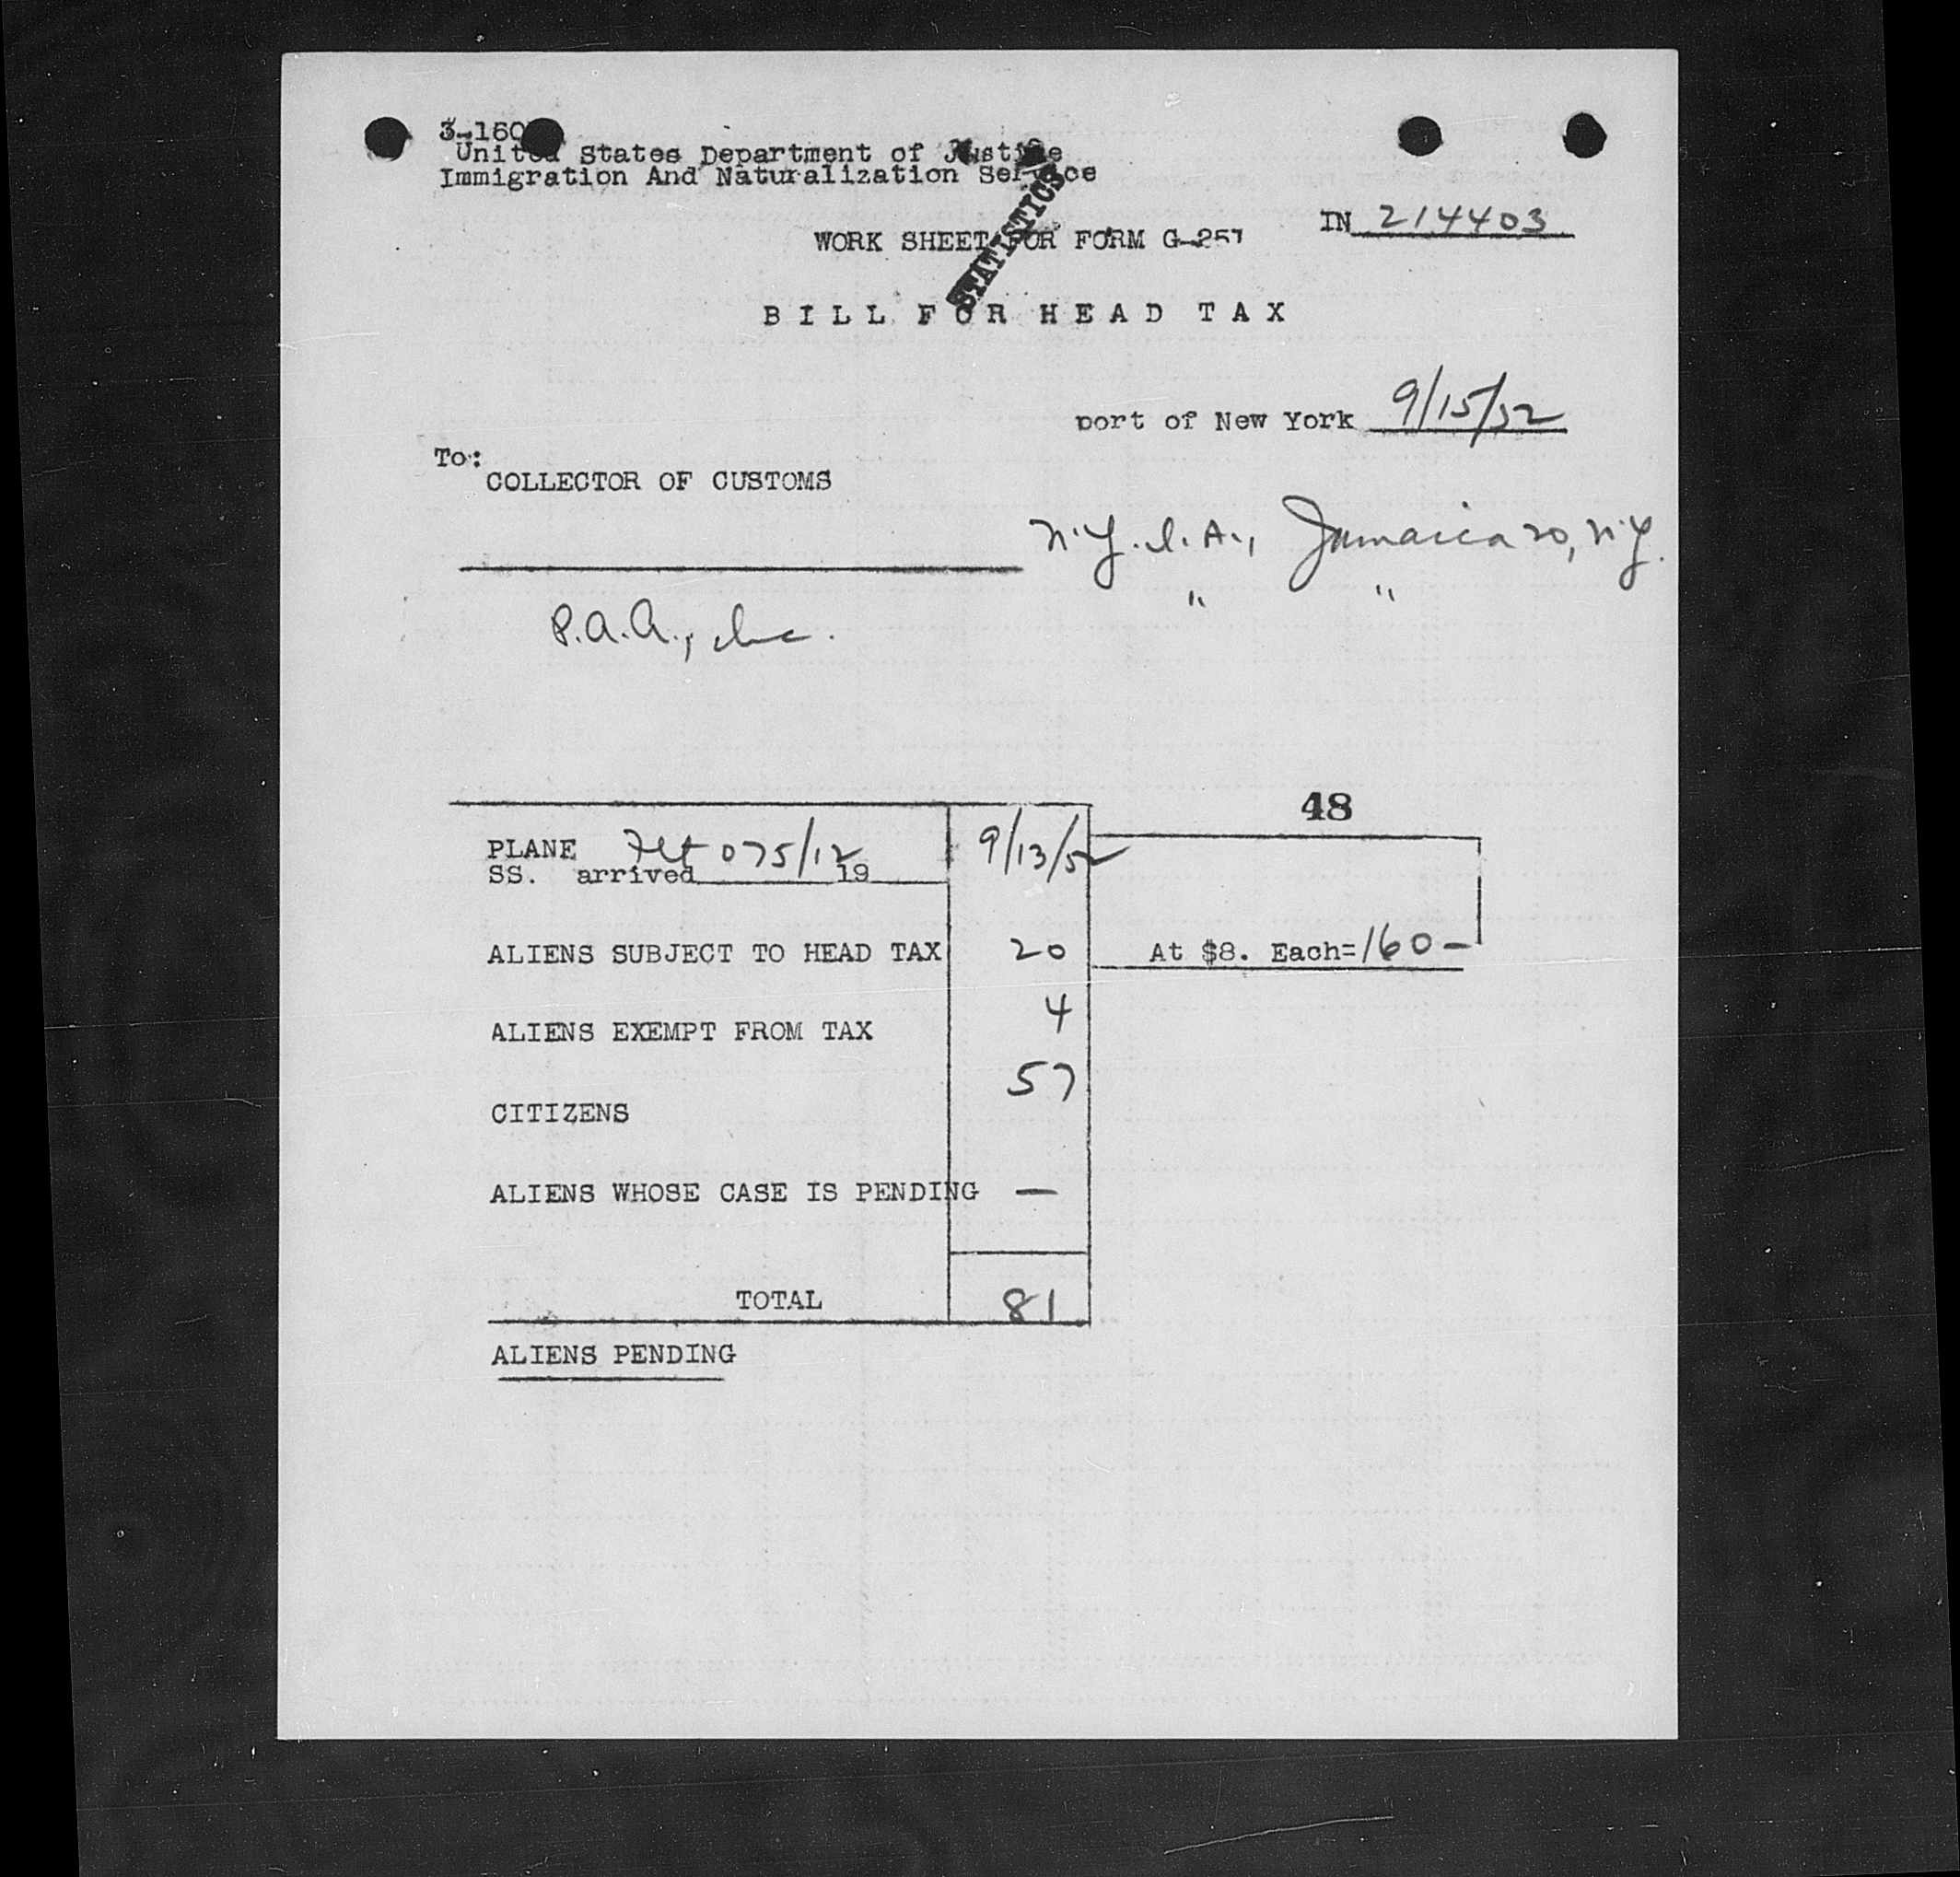 3-160
United States Department of Justice
Immigration And Naturalization Service
STATISTICS
IN 214403
WORK SHEET FOR FORM G-257
BILL FOR HEAD TAX
port of New York 9/15/52
To:
COLLECTOR OF CUSTOMS
N.Y.I.A., Jamaica 20, N.Y.
" "
P.A.A., Inc.
48
PLANE Flt 075/12 9/13/52
SS. arrived 19
ALIENS SUBJECT TO HEAD TAX 20 At $8. Each=160-
ALIENS EXEMPT FROM TAX 4
57
CITIZENS
ALIENS WHOSE CASE IS PENDING —
TOTAL 81
ALIENS PENDING